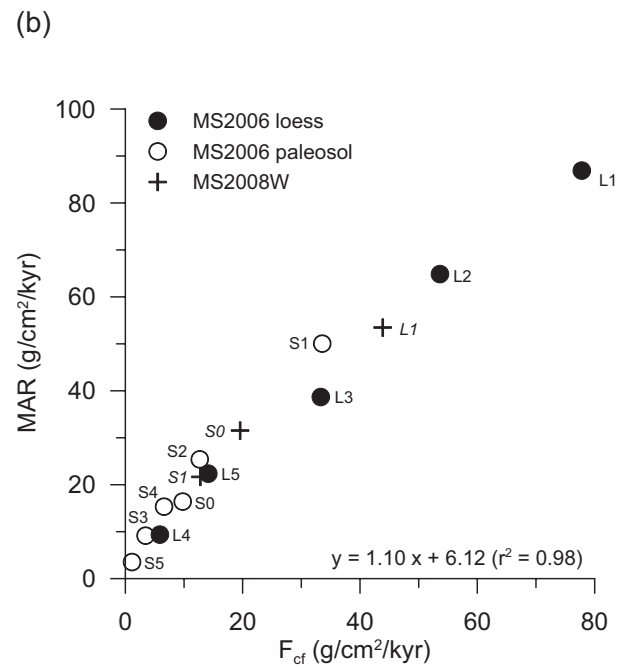 (b)
100
MS2006 loess
MS2006 paleosol
MS2008W
L1
80
L2
60
L1
S1
MAR (g/cm²/kyr)
40
L3
S0
S2
L5
20
S1
S4
S0
S3
L4
S5
y = 1.10 x + 6.12 (r² = 0.98)
0
0 20 40 60 80
F_cf (g/cm²/kyr)